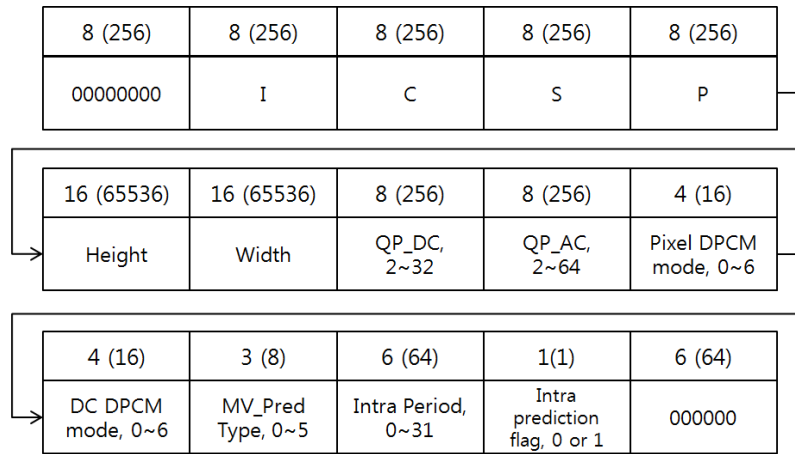 8 (256) 8 (256) 8 (256) 8 (256) 8 (256)
00000000 I C S P
16 (65536) 16 (65536) 8 (256) 8 (256) 4 (16)
Height Width QP_DC, 2~32 QP_AC, 2~64 Pixel DPCM mode, 0~6
4 (16) 3 (8) 6 (64) 1(1) 6 (64)
DC DPCM mode, 0~6 MV_Pred Type, 0~5 Intra Period, 0~31 Intra prediction flag, 0 or 1 000000